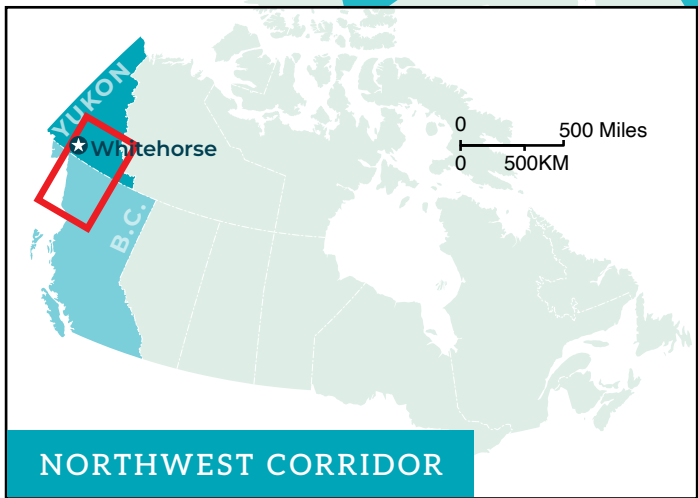 YUKON
Whitehorse
B.C.
0
500 Miles
0
500KM
NORTHWEST CORRIDOR